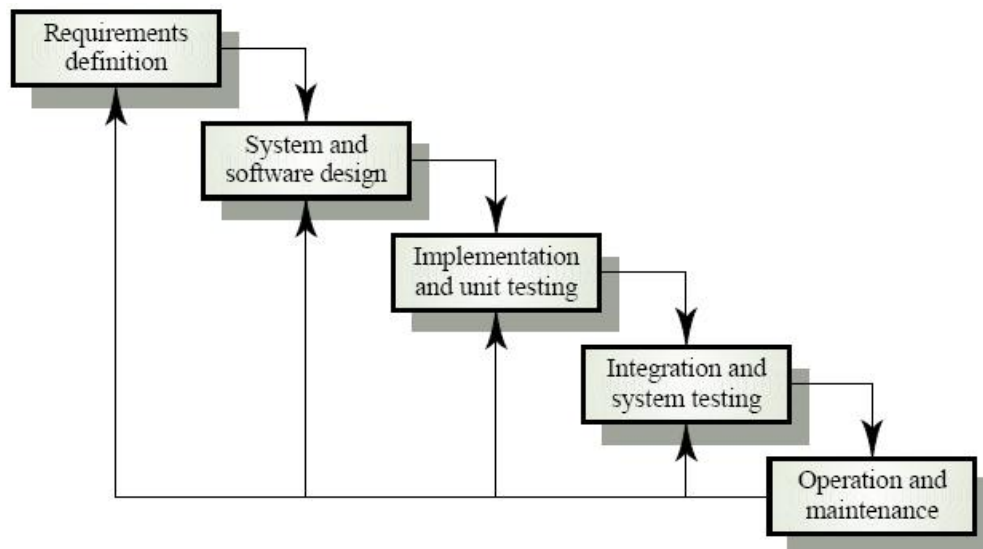 Requirements
definition
System and
software design
Implementation
and unit testing
Integration and
system testing
Operation and
maintenance